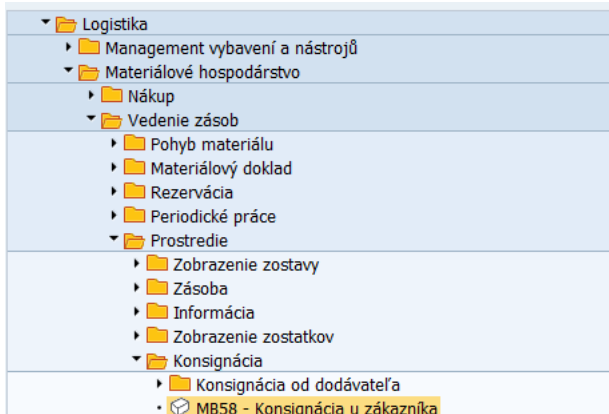 Logistika
Management vybavení a nástrojů
Materiálové hospodárstvo
Nákup
Vedenie zásob
Pohyb materiálu
Materiálový doklad
Rezervácia
Periodické práce
Prostredie
Zobrazenie zostavy
Zásoba
Informácia
Zobrazenie zostatkov
Konsignácia
Konsignácia od dodávateľa
MB58 - Konsignácia u zákazníka